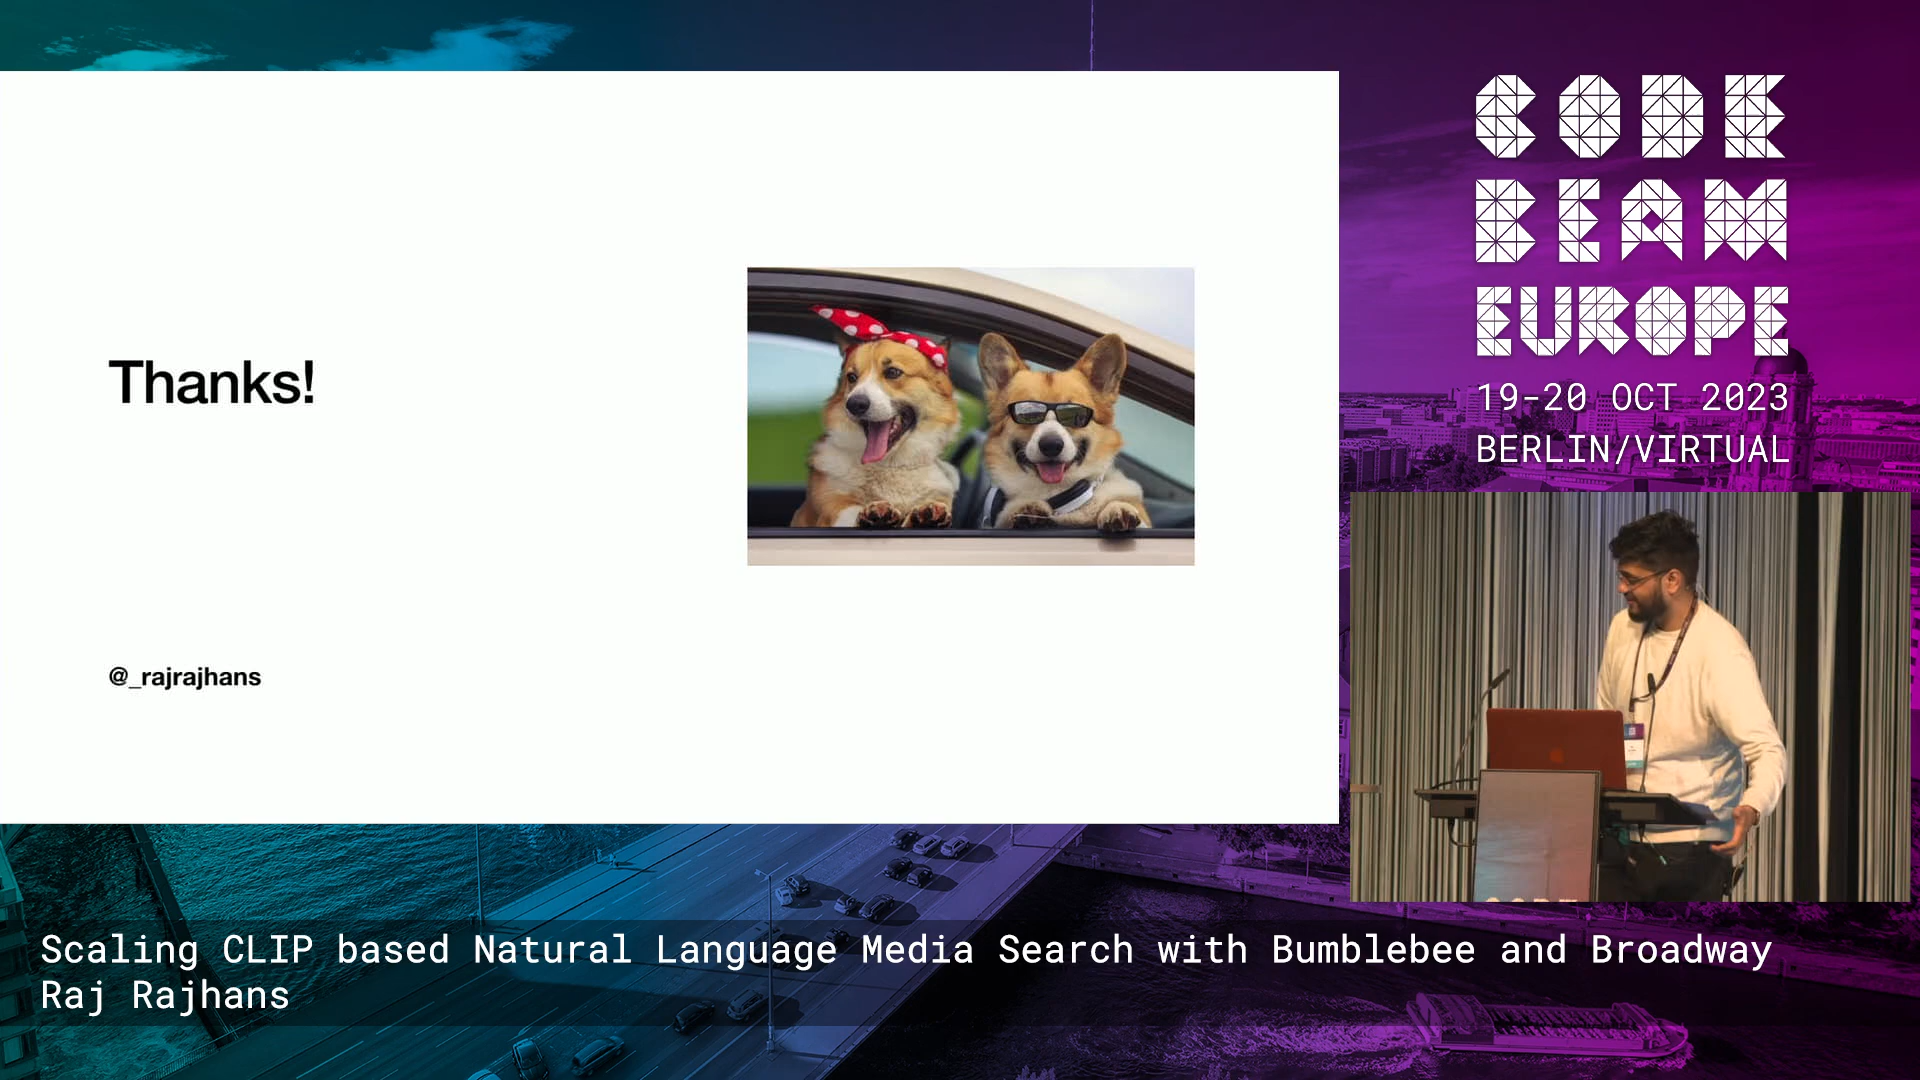 Thanks!
@_rajrajhans
CODE
BEAM
EUROPE
19-20 OCT 2023
BERLIN/VIRTUAL
Scaling CLIP based Natural Language Media Search with Bumblebee and Broadway
Raj Rajhans